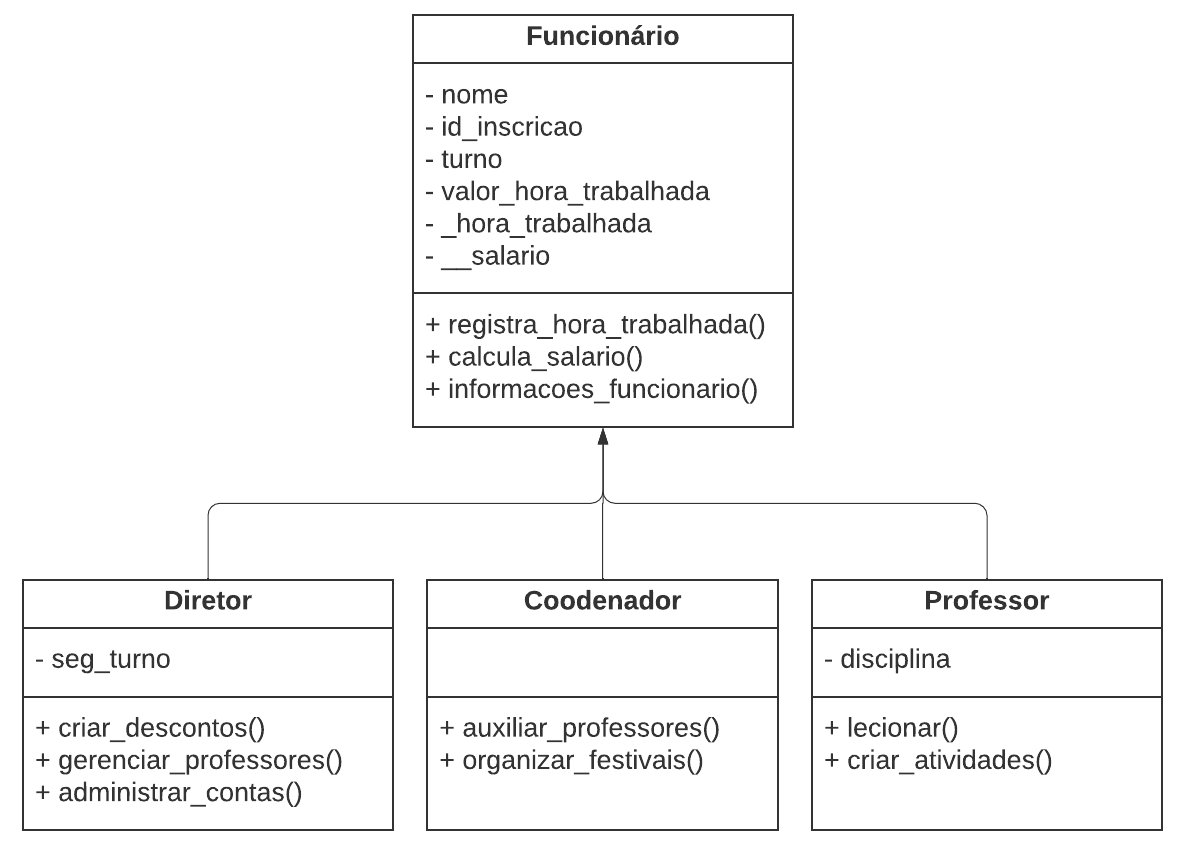 Funcionário
- nome
- id_inscricao
- turno
- valor_hora_trabalhada
- _hora_trabalhada
- __salario
+ registra_hora_trabalhada()
+ calcula_salario()
+ informacoes_funcionario()
Diretor
- seg_turno
+ criar_descontos()
+ gerenciar_professores()
+ administrar_contas()
Coodenador
+ auxiliar_professores()
+ organizar_festivais()
Professor
- disciplina
+ lecionar()
+ criar_atividades()